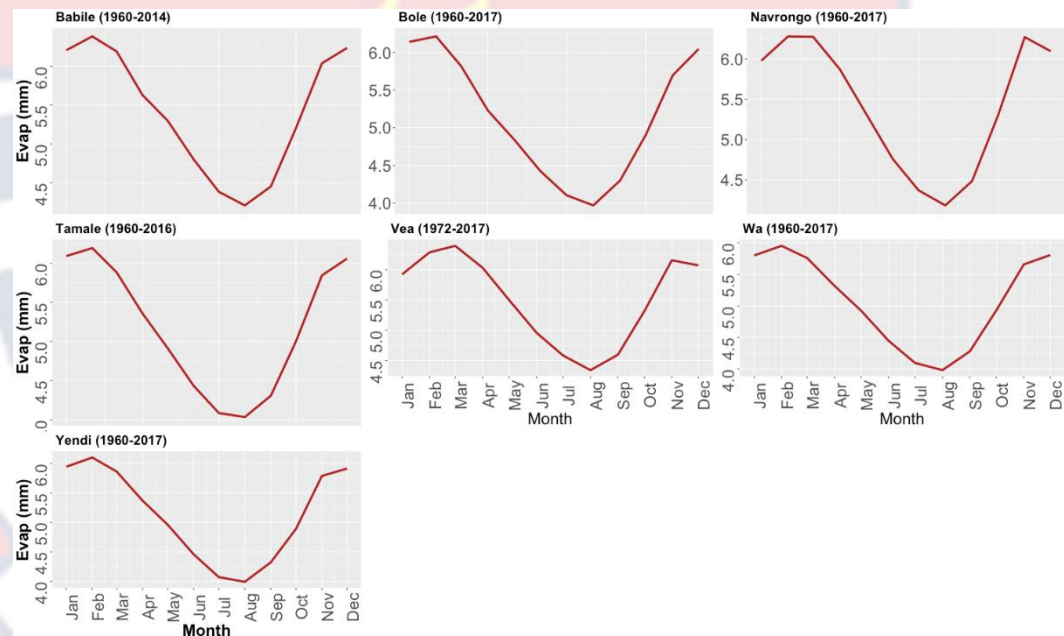 Babile (1960-2014)
Evap (mm)
6.0
5.5
5.0
4.5
Bole (1960-2017)
6.0
5.5
5.0
4.5
4.0
Navrongo (1960-2017)
6.0
5.5
5.0
4.5
Tamale (1960-2016)
Evap (mm)
6.0
5.5
5.0
4.5
.0
Vea (1972-2017)
6.0
5.5
5.0
4.5
Jan Feb Mar Apr May Jun Jul Aug Sep Oct Nov Dec
Month
Wa (1960-2017)
6.0
5.5
5.0
4.5
4.0
Jan Feb Mar Apr May Jun Jul Aug Sep Oct Nov Dec
Month
Yendi (1960-2017)
Evap (mm)
6.0
5.5
5.0
4.5
4.0
Jan Feb Mar Apr May Jun Jul Aug Sep Oct Nov Dec
Month